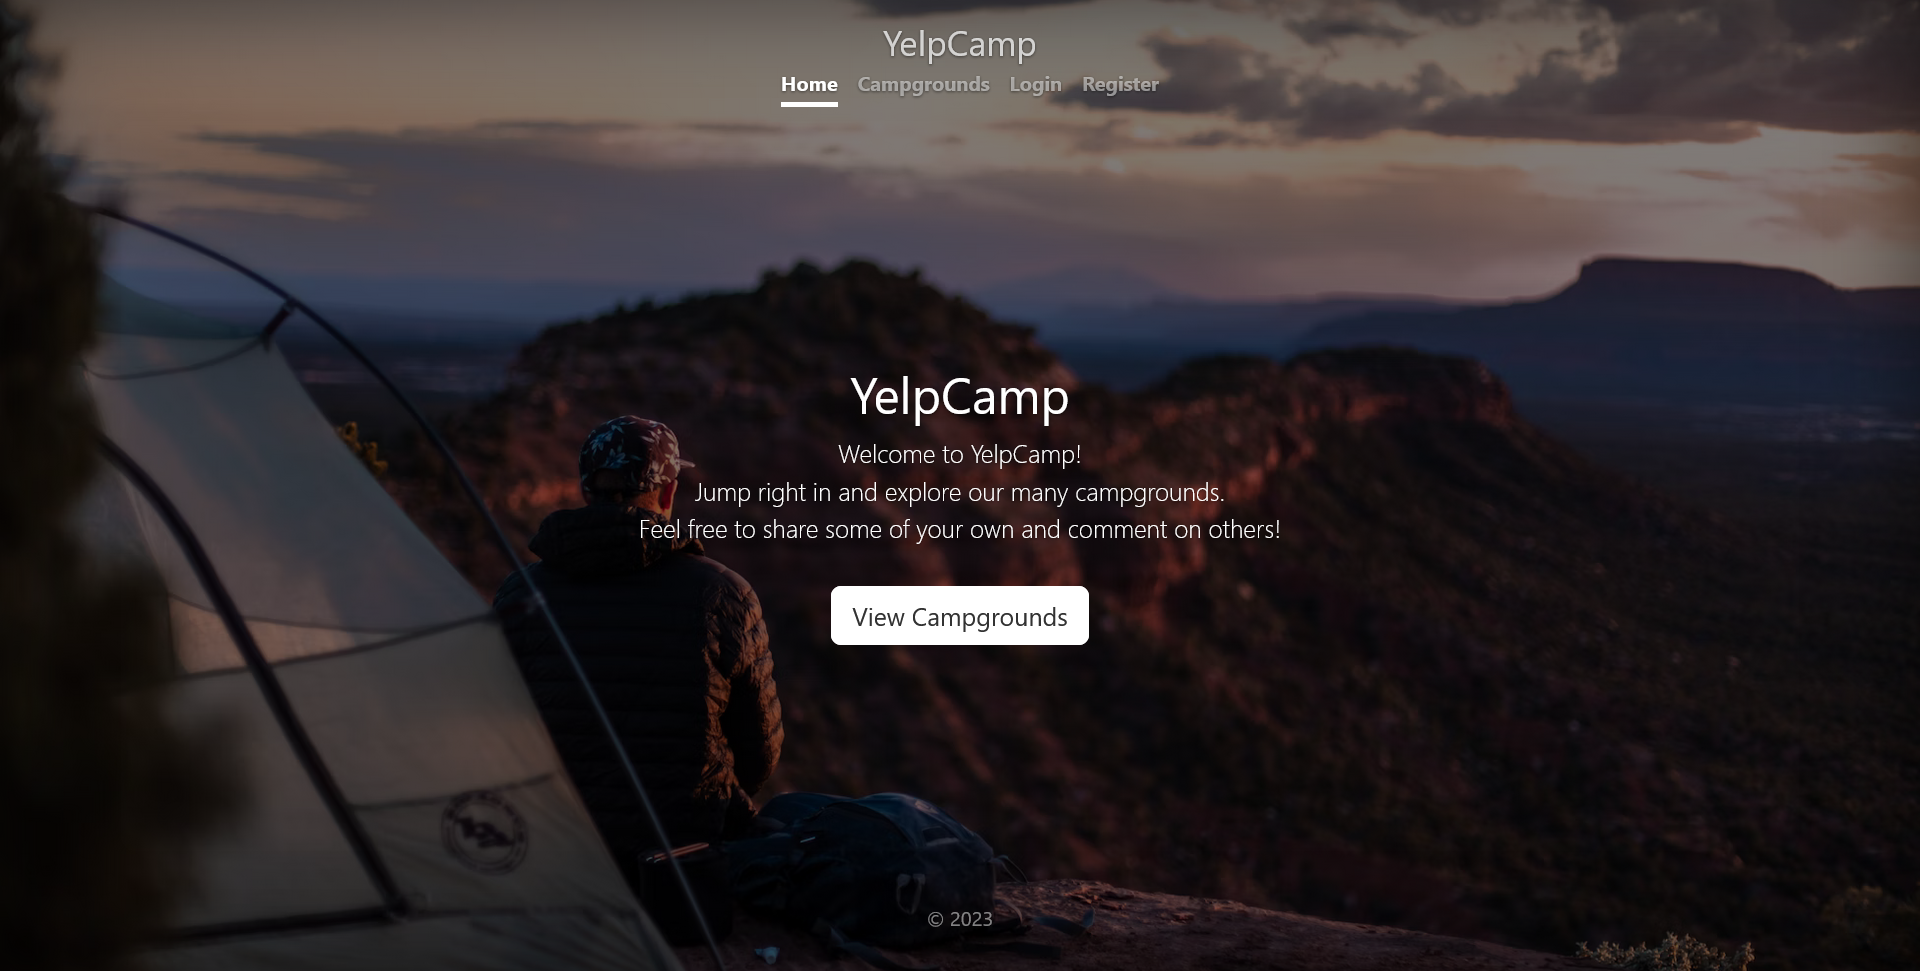 YelpCamp
Home Campgrounds Login Register
YelpCamp
Welcome to YelpCamp!
Jump right in and explore our many campgrounds.
Feel free to share some of your own and comment on others!
View Campgrounds
© 2023